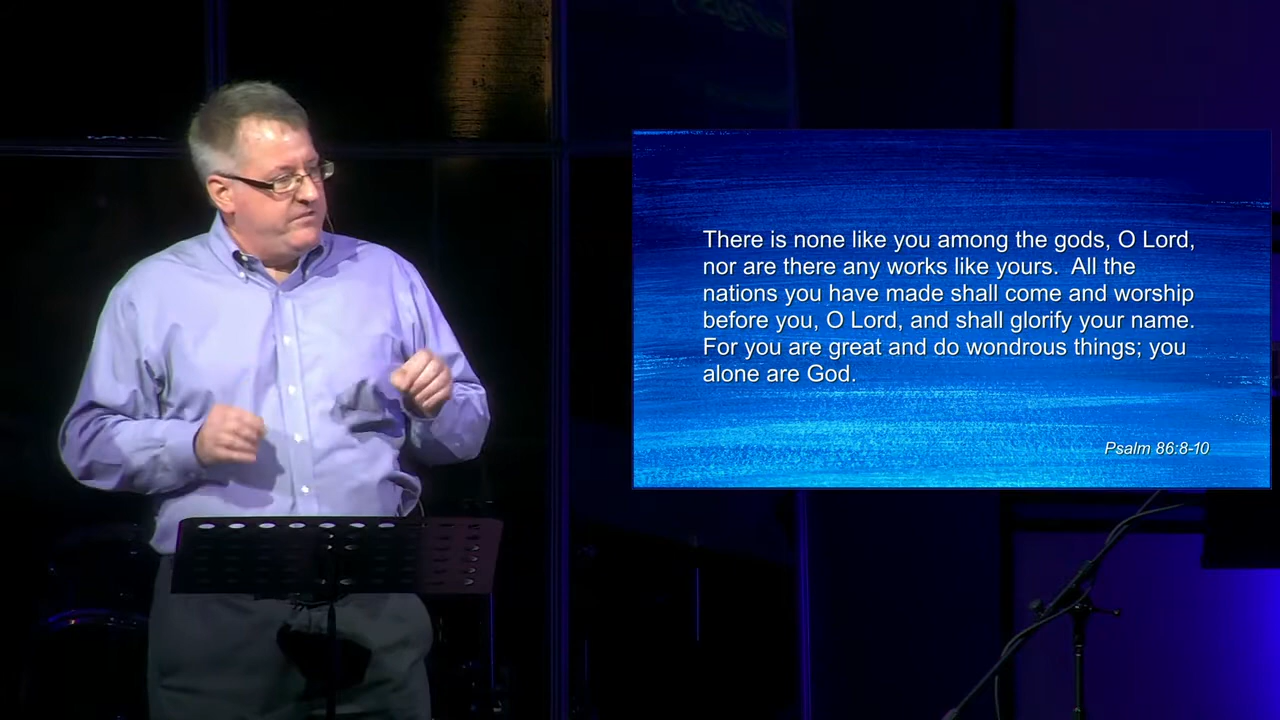 There is none like you among the gods, O Lord,
nor are there any works like yours.  All the
nations you have made shall come and worship
before you, O Lord, and shall glorify your name.
For you are great and do wondrous things; you
alone are God.
Psalm 86:8-10